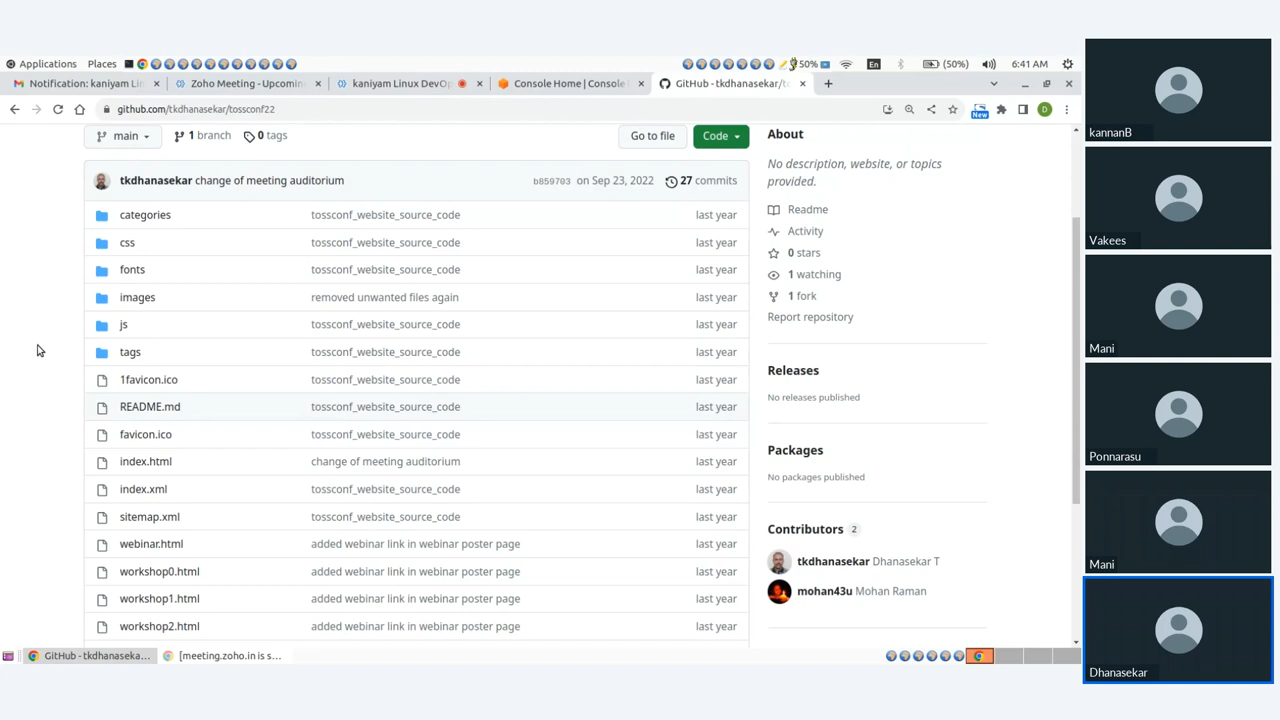 Applications Places 50% En (50%) 6:41 AM
Notification: kaniyam Lin × Zoho Meeting - Upcomin × kaniyam Linux DevO × Console Home | Console × GitHub - tkdhanasekar/to × +
github.com/tkdhanasekar/tossconf22 New D
main 1 branch 0 tags Go to file Code
tkdhanasekar change of meeting auditorium b859703 on Sep 23, 2022 27 commits
categories tossconf_website_source_code last year
css tossconf_website_source_code last year
fonts tossconf_website_source_code last year
images removed unwanted files again last year
js tossconf_website_source_code last year
tags tossconf_website_source_code last year
1favicon.ico tossconf_website_source_code last year
README.md tossconf_website_source_code last year
favicon.ico tossconf_website_source_code last year
index.html change of meeting auditorium last year
index.xml tossconf_website_source_code last year
sitemap.xml tossconf_website_source_code last year
webinar.html added webinar link in webinar poster page last year
workshop0.html added webinar link in webinar poster page last year
workshop1.html added webinar link in webinar poster page last year
workshop2.html added webinar link in webinar poster page last year
About
No description, website, or topics
provided.
Readme
Activity
0 stars
1 watching
1 fork
Report repository
Releases
No releases published
Packages
No packages published
Contributors 2
tkdhanasekar Dhanasekar T
mohan43u Mohan Raman
GitHub - tkdhanaseka... [meeting.zoho.in is s...
kannanB
Vakees
Mani
Ponnarasu
Mani
Dhanasekar